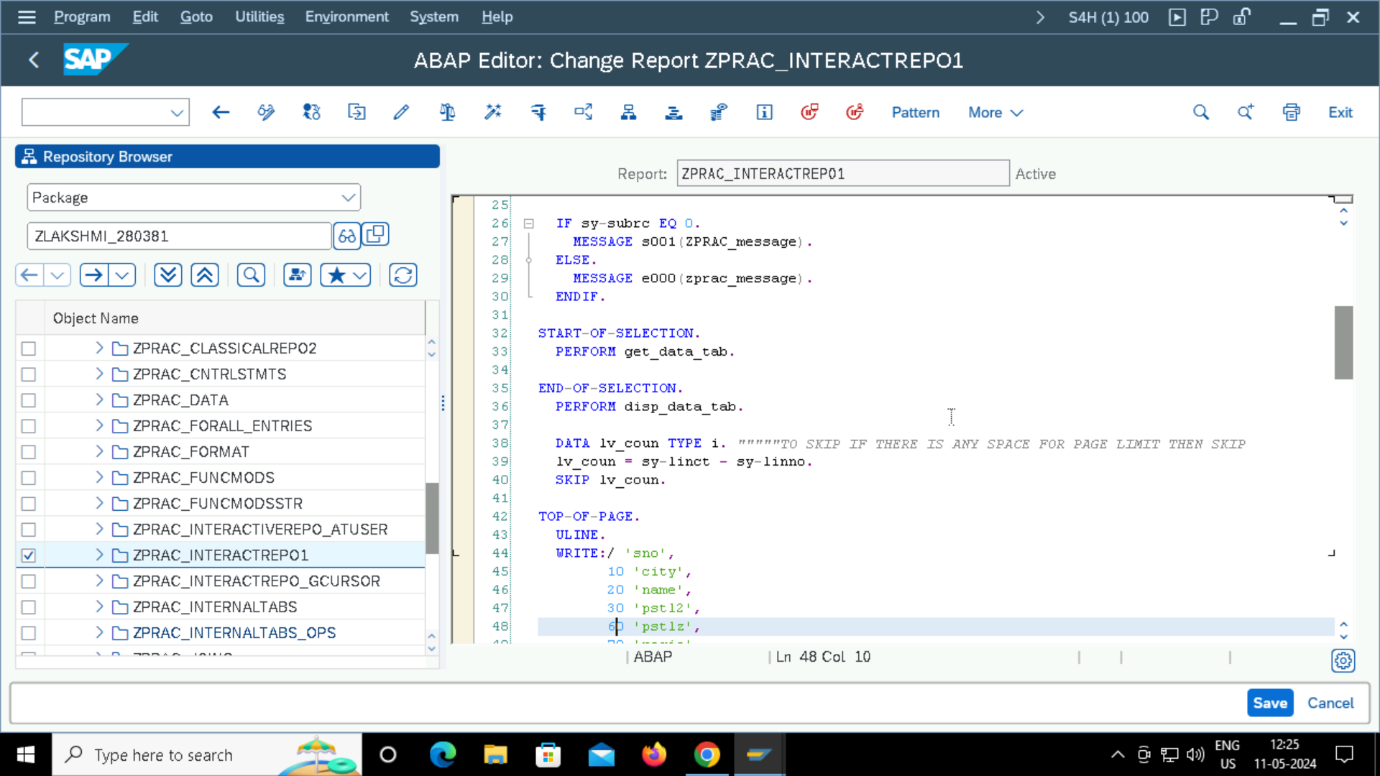 Program Edit Goto Utilities Environment System Help S4H (1) 100
SAP ABAP Editor: Change Report ZPRAC_INTERACTREPO1
Pattern More Exit
Repository Browser
Report: ZPRAC_INTERACTREPO1 Active
Package
ZLAKSHMI_280381
Object Name
ZPRAC_CLASSICALREPO2
ZPRAC_CNTRLSTMTS
ZPRAC_DATA
ZPRAC_FORALL_ENTRIES
ZPRAC_FORMAT
ZPRAC_FUNCMODS
ZPRAC_FUNCMODSSTR
ZPRAC_INTERACTIVEREPO_ATUSER
ZPRAC_INTERACTREPO1
ZPRAC_INTERACTREPO_GCURSOR
ZPRAC_INTERNALTABS
ZPRAC_INTERNALTABS_OPS
25
26 IF sy-subrc EQ 0.
27 MESSAGE s001(ZPRAC_message).
28 ELSE.
29 MESSAGE e000(zprac_message).
30 ENDIF.
31
32 START-OF-SELECTION.
33 PERFORM get_data_tab.
34
35 END-OF-SELECTION.
36 PERFORM disp_data_tab.
37
38 DATA lv_coun TYPE i. """""TO SKIP IF THERE IS ANY SPACE FOR PAGE LIMIT THEN SKIP
39 lv_coun = sy-linct - sy-linno.
40 SKIP lv_coun.
41
42 TOP-OF-PAGE.
43 ULINE.
44 WRITE:/ 'sno',
45 10 'city',
46 20 'name',
47 30 'pstl2',
48 60 'pstlz',
ABAP Ln 48 Col 10
Save Cancel
Type here to search
ENG
US
12:25
11-05-2024